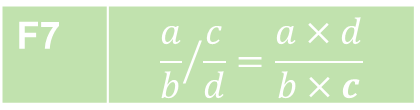 F7
a/b / c/d = a × d / b × c